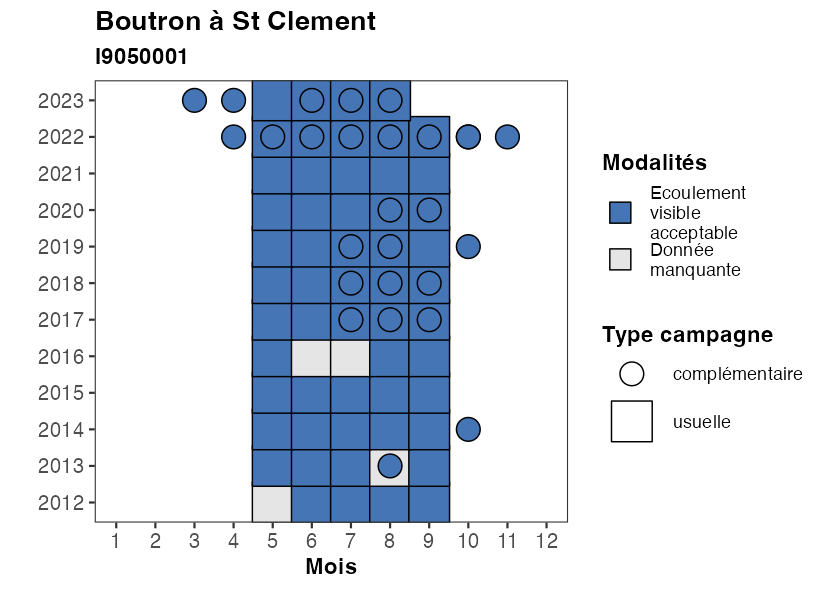 Boutron à St Clement
I9050001
2023
2022
2021
2020
2019
2018
2017
2016
2015
2014
2013
2012
1 2 3 4 5 6 7 8 9 10 11 12
Mois
Modalités
Ecoulement
visible
acceptable
Donnée
manquante
Type campagne
complémentaire
usuelle